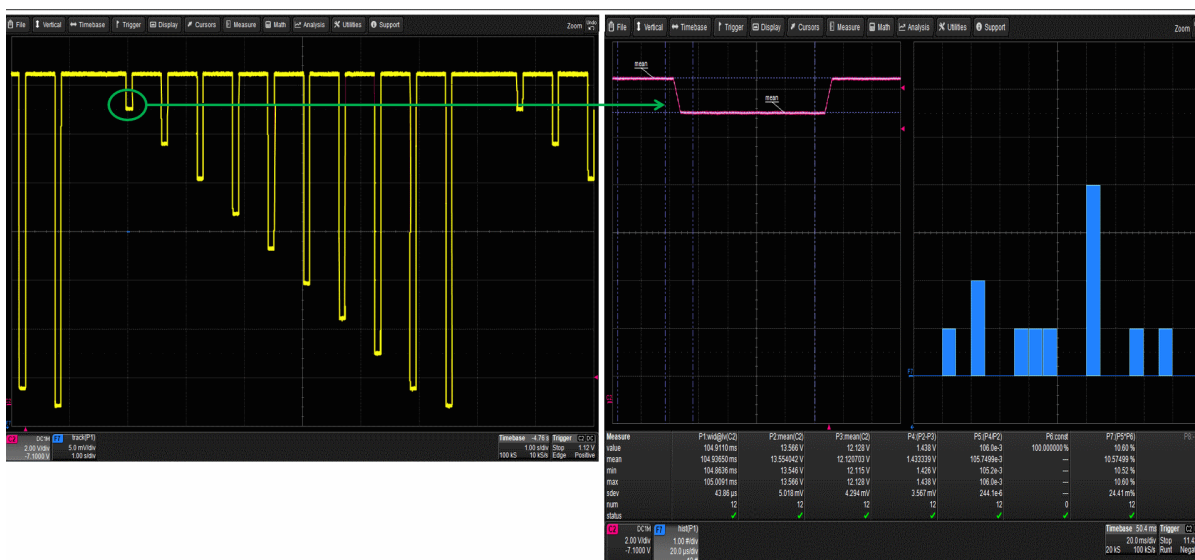 File Vertical Timebase Trigger Display Cursors Measure Math Analysis Utilities Support Zoom Undo
C2 DC1M F7 track(P1)
2.00 V/div 5.0 mV/div
-7.1000 V 1.00 s/div
Timebase -4.76 s Trigger C2 DC
1.00 s/div Stop 1.12 V
100 kS 10 kS/s Edge Positive
File Vertical Timebase Trigger Display Cursors Measure Math Analysis Utilities Support Zoom
mean
mean
Measure P1:wid@lv(C2) P2:mean(C2) P3:mean(C2) P4:(P2-P3) P5:(P4/P2) P6:const P7:(P5*P6)
value 104.9110 ms 13.566 V 12.128 V 1.438 V 106.0e-3 100.000000 % 10.60 %
mean 104.93650 ms 13.554042 V 12.120703 V 1.433339 V 105.7499e-3 --- 10.57499 %
min 104.8636 ms 13.546 V 12.115 V 1.426 V 105.2e-3 --- 10.52 %
max 105.0091 ms 13.566 V 12.128 V 1.438 V 106.0e-3 --- 10.60 %
sdev 43.86 µs 5.018 mV 4.294 mV 3.567 mV 244.1e-6 --- 24.41 m%
num 12 12 12 12 12 0 12
status
C2 DC1M F7 hist(P1)
2.00 V/div 1.00 #/div
-7.1000 V 20.0 µs/div
Timebase 50.4 ms Trigger C2
20.0 ms/div Stop
20 kS 100 kS/s Runt